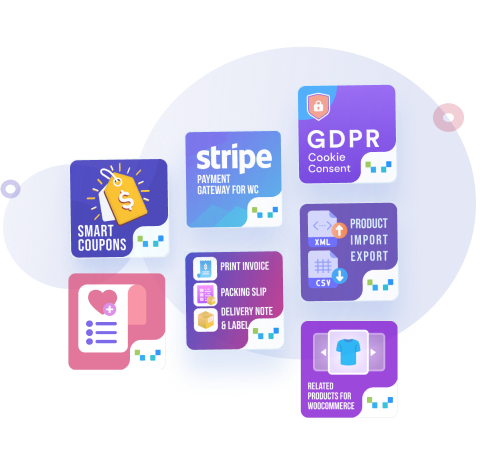 SMART
COUPONS
$
stripe
PAYMENT
GATEWAY FOR WC
PRINT INVOICE
PACKING SLIP
DELIVERY NOTE
& LABEL
GDPR
Cookie
Consent
XML
CSV
PRODUCT
IMPORT
EXPORT
RELATED
PRODUCTS FOR
WOOCOMMERCE